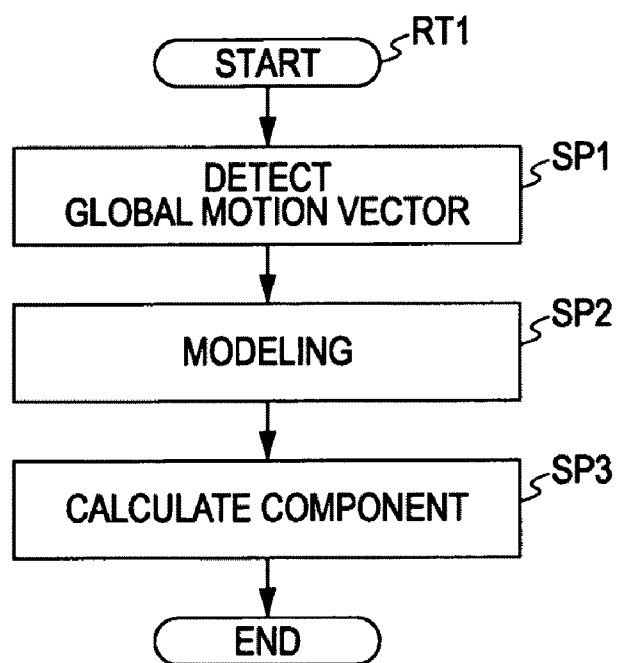 START
RT1
DETECT
GLOBAL MOTION VECTOR
SP1
MODELING
SP2
CALCULATE COMPONENT
SP3
END